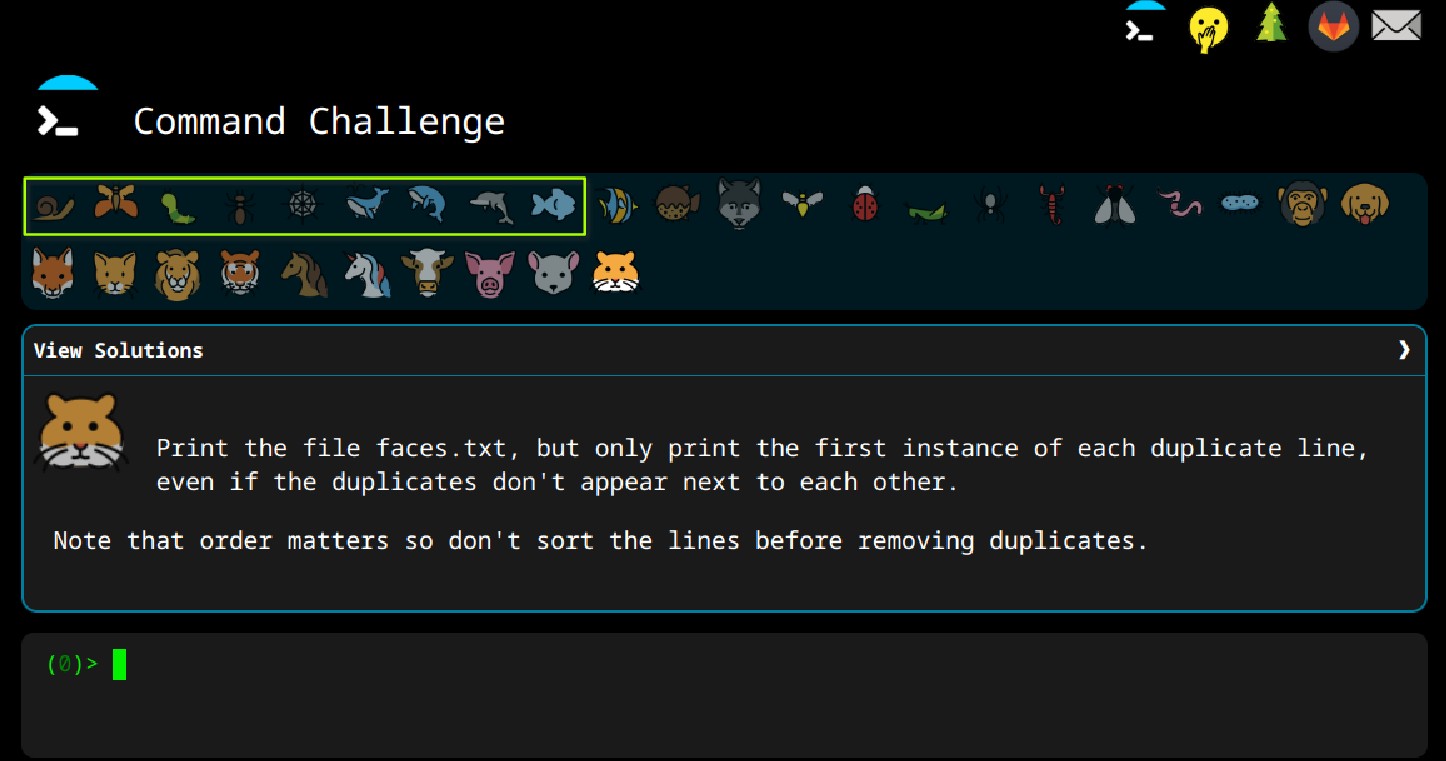 Command Challenge
View Solutions
Print the file faces.txt, but only print the first instance of each duplicate line,
even if the duplicates don't appear next to each other.
Note that order matters so don't sort the lines before removing duplicates.
(0)>